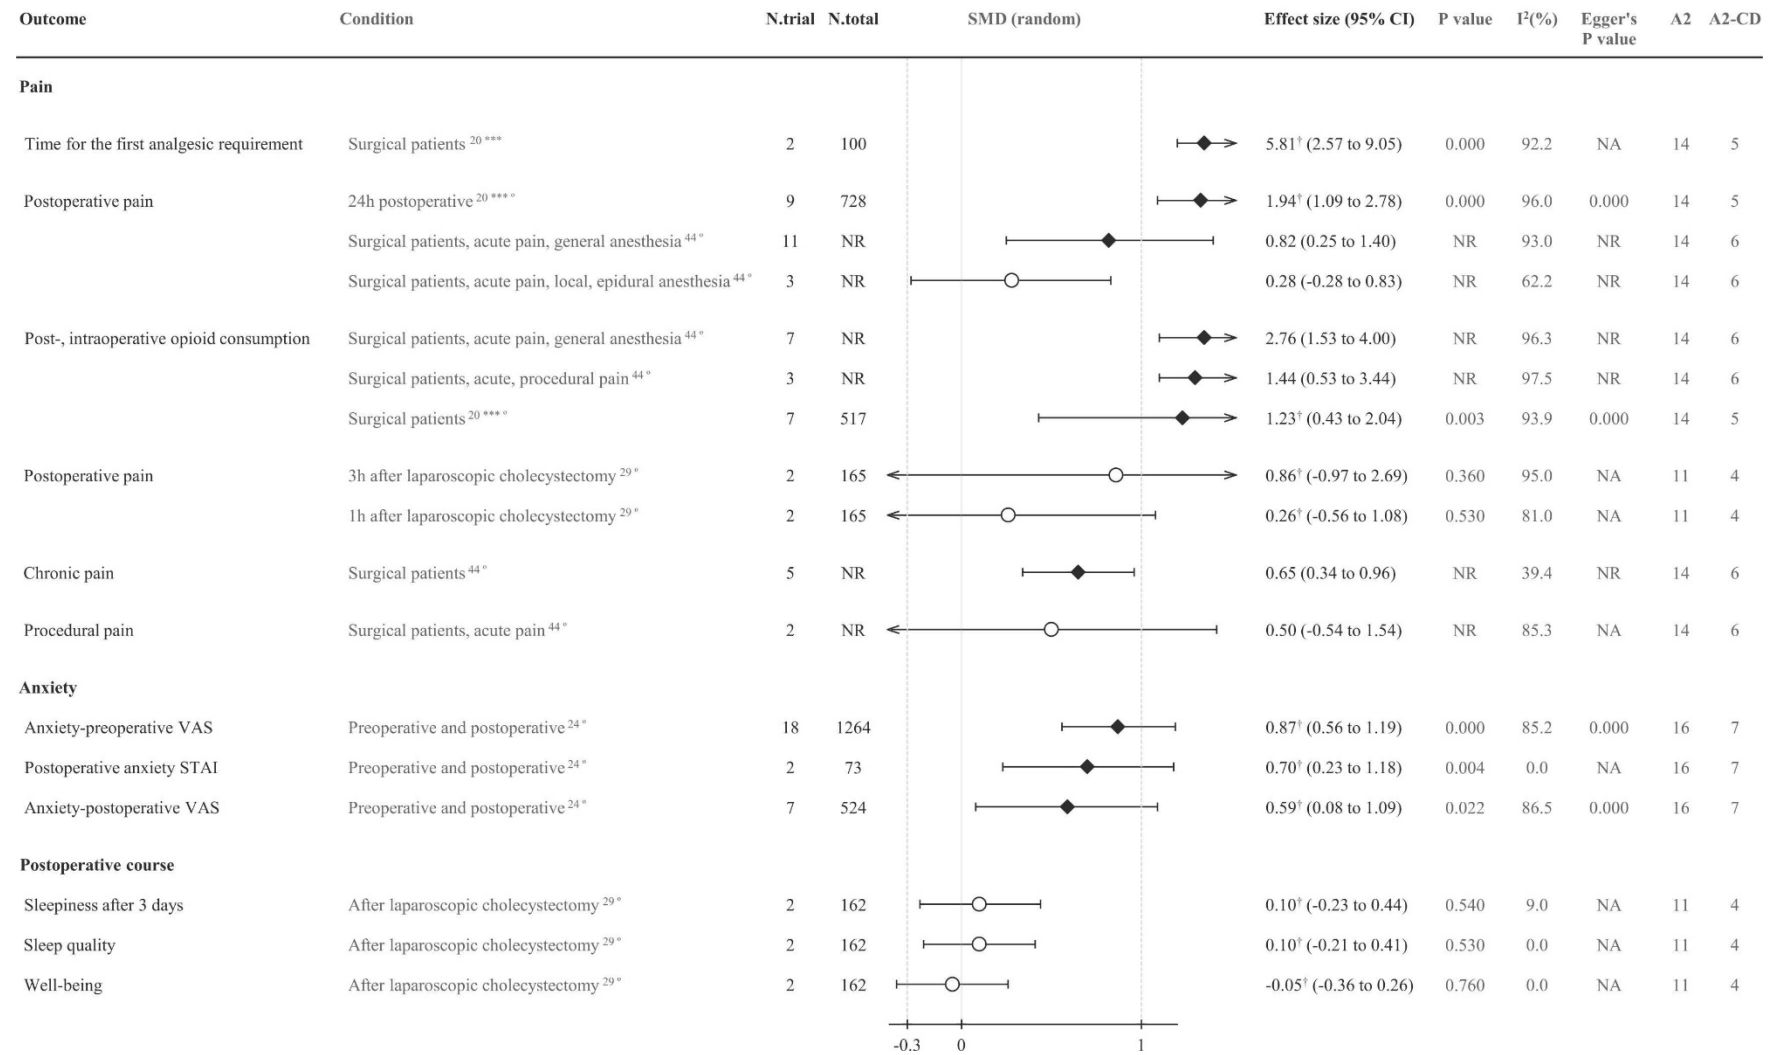 Outcome Condition N.trial N.total SMD (random) Effect size (95% CI) P value I²(%) Egger's P value A2 A2-CD
Pain
Time for the first analgesic requirement Surgical patients 20 *** 2 100 5.81† (2.57 to 9.05) 0.000 92.2 NA 14 5
Postoperative pain 24h postoperative 20 *** º 9 728 1.94† (1.09 to 2.78) 0.000 96.0 0.000 14 5
Surgical patients, acute pain, general anesthesia 44 º 11 NR 0.82 (0.25 to 1.40) NR 93.0 NR 14 6
Surgical patients, acute pain, local, epidural anesthesia 44 º 3 NR 0.28 (-0.28 to 0.83) NR 62.2 NR 14 6
Post-, intraoperative opioid consumption Surgical patients, acute pain, general anesthesia 44 º 7 NR 2.76 (1.53 to 4.00) NR 96.3 NR 14 6
Surgical patients, acute, procedural pain 44 º 3 NR 1.44 (0.53 to 3.44) NR 97.5 NR 14 6
Surgical patients 20 *** º 7 517 1.23† (0.43 to 2.04) 0.003 93.9 0.000 14 5
Postoperative pain 3h after laparoscopic cholecystectomy 29 º 2 165 0.86† (-0.97 to 2.69) 0.360 95.0 NA 11 4
1h after laparoscopic cholecystectomy 29 º 2 165 0.26† (-0.56 to 1.08) 0.530 81.0 NA 11 4
Chronic pain Surgical patients 44 º 5 NR 0.65 (0.34 to 0.96) NR 39.4 NR 14 6
Procedural pain Surgical patients, acute pain 44 º 2 NR 0.50 (-0.54 to 1.54) NR 85.3 NA 14 6
Anxiety
Anxiety-preoperative VAS Preoperative and postoperative 24 º 18 1264 0.87† (0.56 to 1.19) 0.000 85.2 0.000 16 7
Postoperative anxiety STAI Preoperative and postoperative 24 º 2 73 0.70† (0.23 to 1.18) 0.004 0.0 NA 16 7
Anxiety-postoperative VAS Preoperative and postoperative 24 º 7 524 0.59† (0.08 to 1.09) 0.022 86.5 0.000 16 7
Postoperative course
Sleepiness after 3 days After laparoscopic cholecystectomy 29 º 2 162 0.10† (-0.23 to 0.44) 0.540 9.0 NA 11 4
Sleep quality After laparoscopic cholecystectomy 29 º 2 162 0.10† (-0.21 to 0.41) 0.530 0.0 NA 11 4
Well-being After laparoscopic cholecystectomy 29 º 2 162 -0.05† (-0.36 to 0.26) 0.760 0.0 NA 11 4
-0.3 0 1